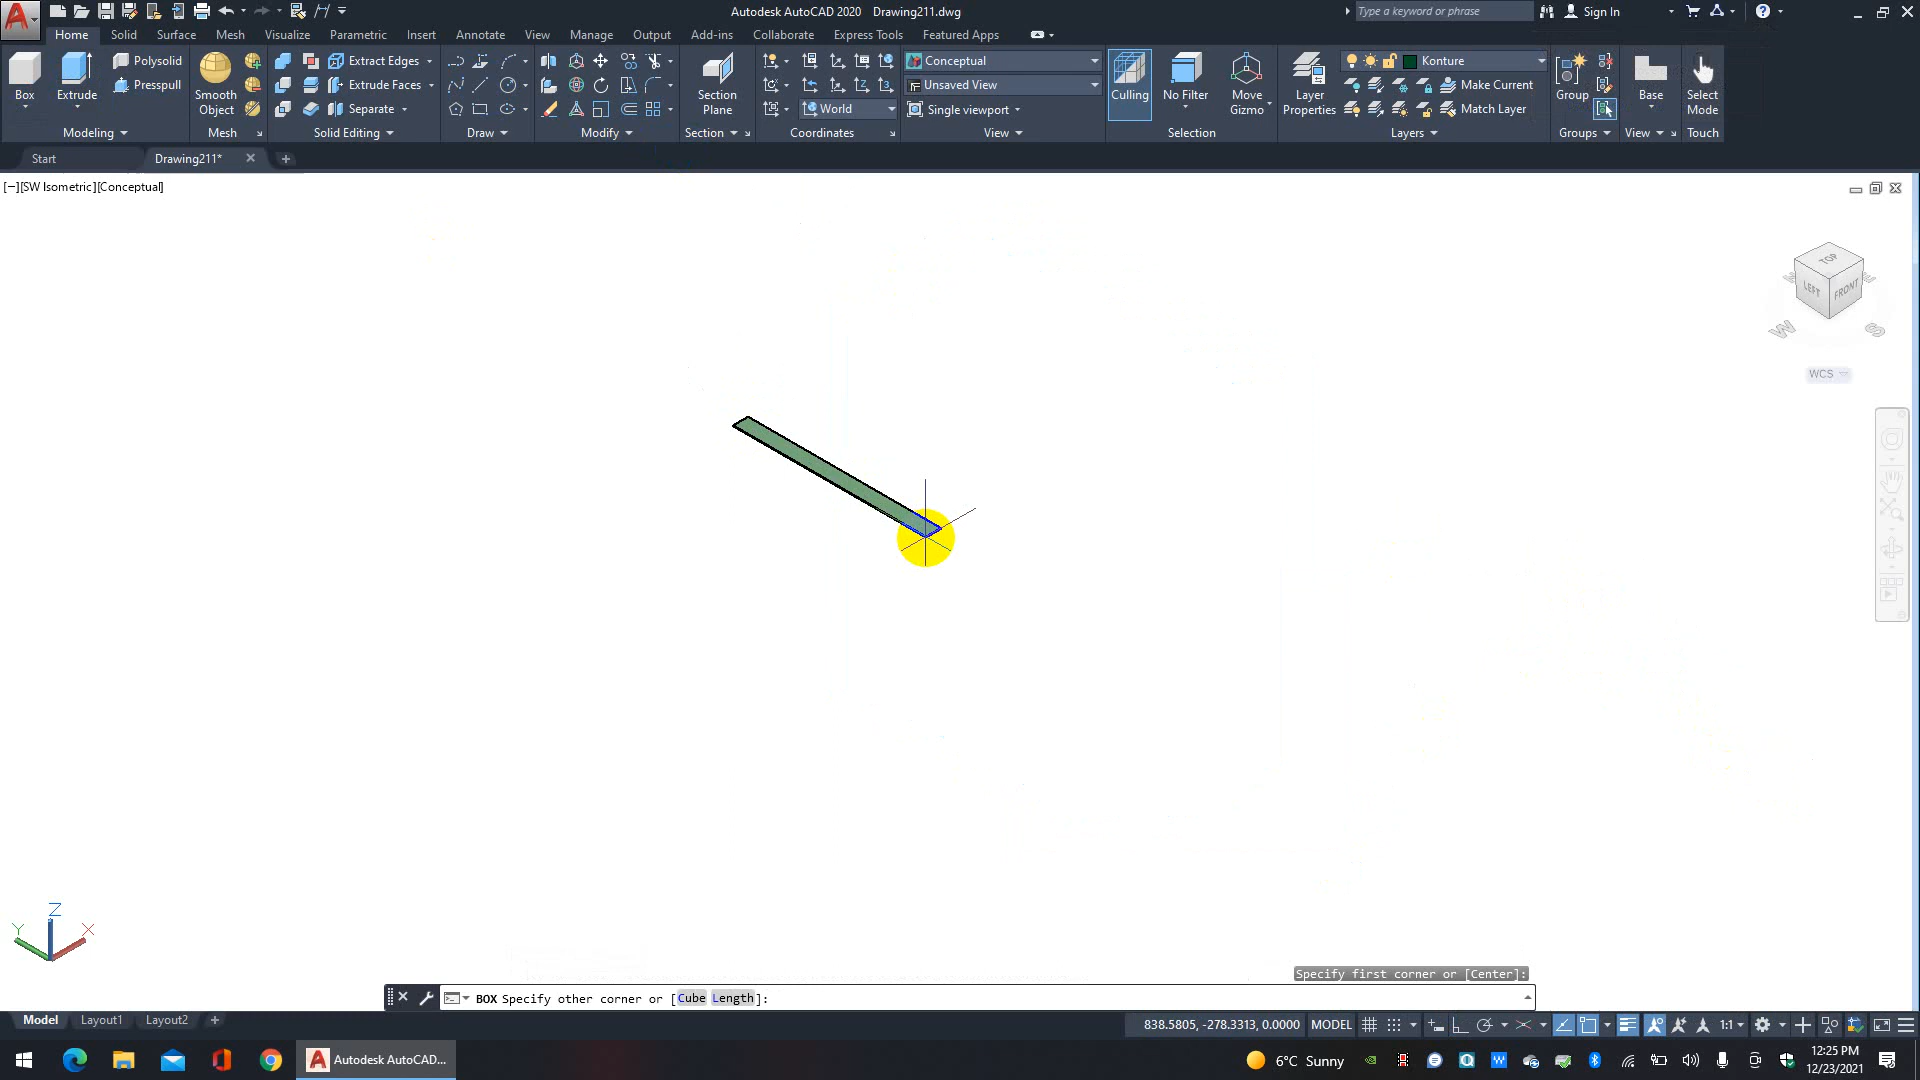 Autodesk AutoCAD 2020 Drawing211.dwg
Type a keyword or phrase
Sign In
Home Solid Surface Mesh Visualize Parametric Insert Annotate View Manage Output Add-ins Collaborate Express Tools Featured Apps
Box
Extrude
Polysolid
Presspull
Modeling
Smooth
Object
Mesh
Extract Edges
Extrude Faces
Separate
Solid Editing
Draw
Modify
Section
Plane
Section
World
Coordinates
Conceptual
Unsaved View
Single viewport
View
Culling
No Filter
Move
Gizmo
Selection
Layer
Properties
Konture
Make Current
Match Layer
Layers
Group
Groups
Base
View
Select
Mode
Touch
Start
Drawing211*
[−][SW Isometric][Conceptual]
TOP
LEFT
FRONT
W
S
WCS
Z
Y
X
Specify first corner or [Center]:
BOX Specify other corner or [Cube Length]:
Model Layout1 Layout2
838.5805, -278.3313, 0.0000 MODEL
1:1
Autodesk AutoCAD...
6°C Sunny
12:25 PM
12/23/2021